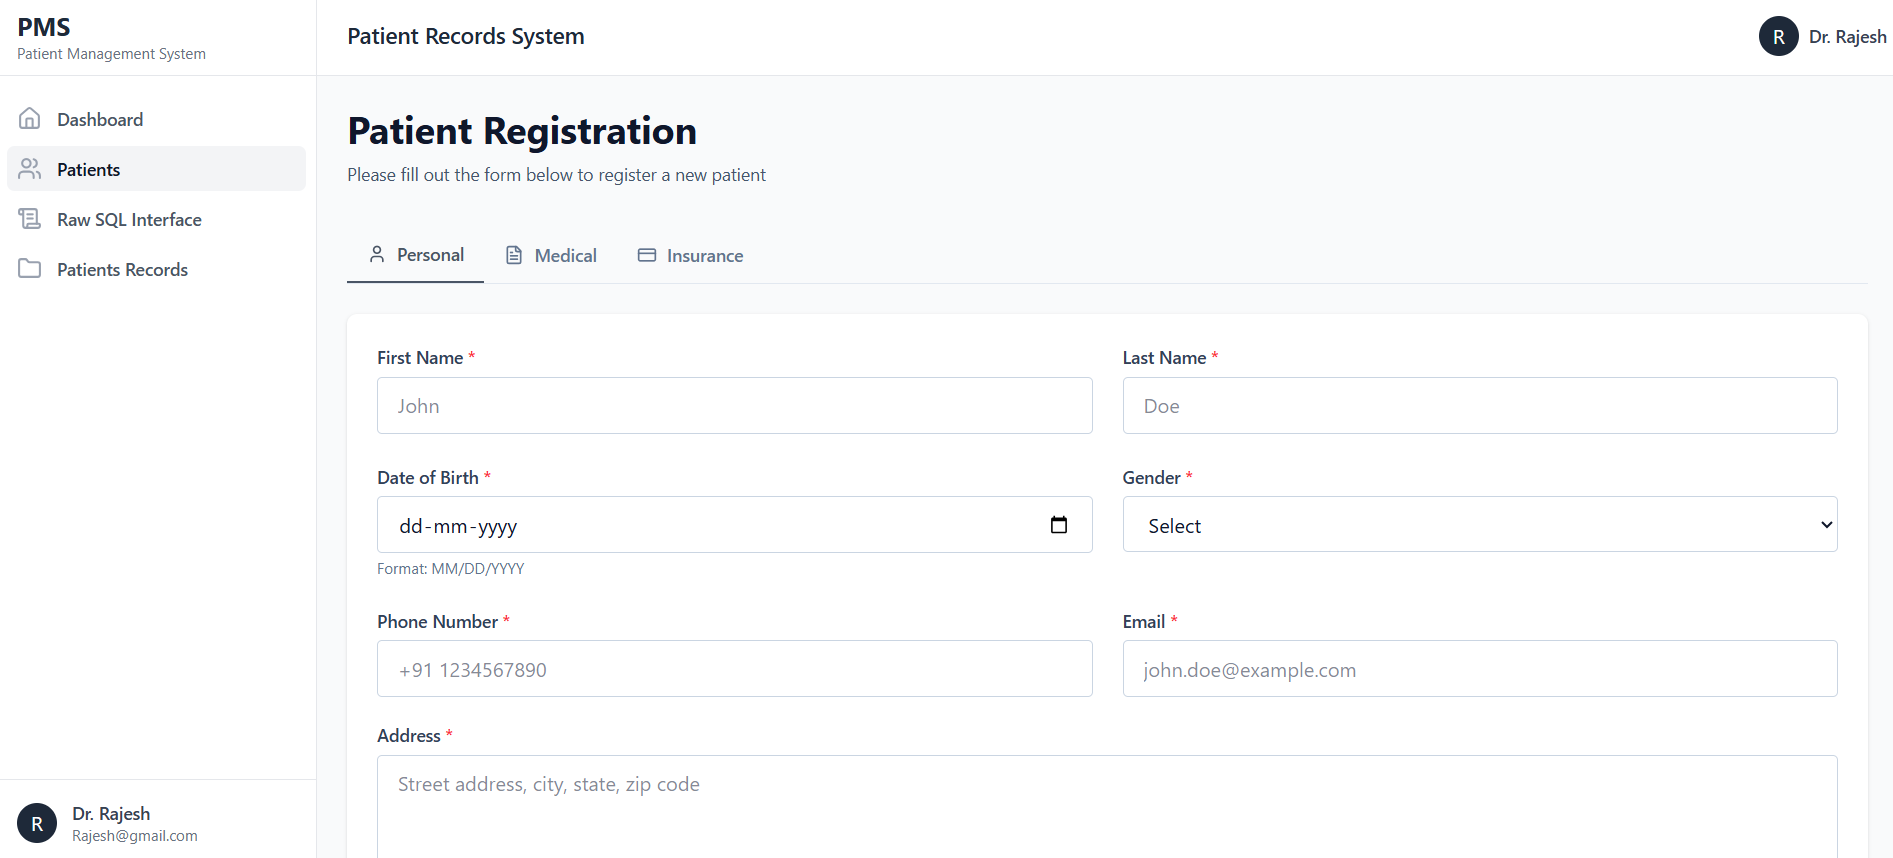 PMS
Patient Management System
Patient Records System
R
Dr. Rajesh
Dashboard
Patients
Raw SQL Interface
Patients Records
Patient Registration
Please fill out the form below to register a new patient
Personal
Medical
Insurance
First Name *
Last Name *
John
Doe
Date of Birth *
Gender *
dd-mm-yyyy
Select
Format: MM/DD/YYYY
Phone Number *
Email *
+91 1234567890
john.doe@example.com
Address *
Street address, city, state, zip code
R
Dr. Rajesh
Rajesh@gmail.com